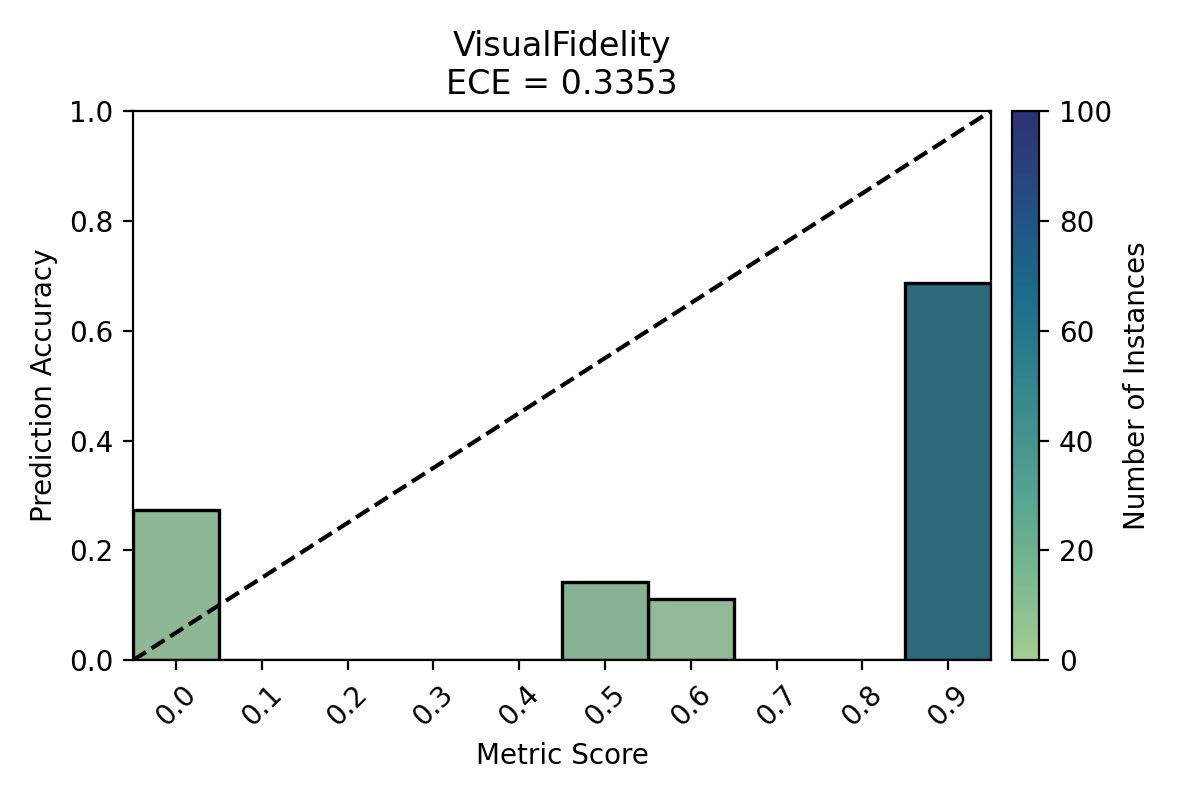 VisualFidelity
ECE = 0.3353
1.0
0.8
0.6
0.4
0.2
0.0
Prediction Accuracy
0.0 0.1 0.2 0.3 0.4 0.5 0.6 0.7 0.8 0.9
Metric Score
100
80
60
40
20
0
Number of Instances